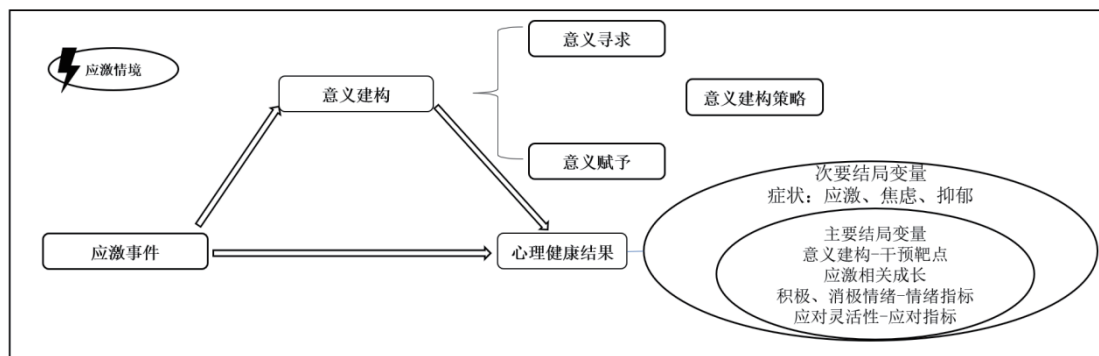 意义寻求
应激情境
意义建构
意义建构策略
意义赋予
次要结局变量
症状：应激、焦虑、抑郁
主要结局变量
意义建构-干预靶点
应激相关成长
积极、消极情绪-情绪指标
应对灵活性-应对指标
应激事件
心理健康结果